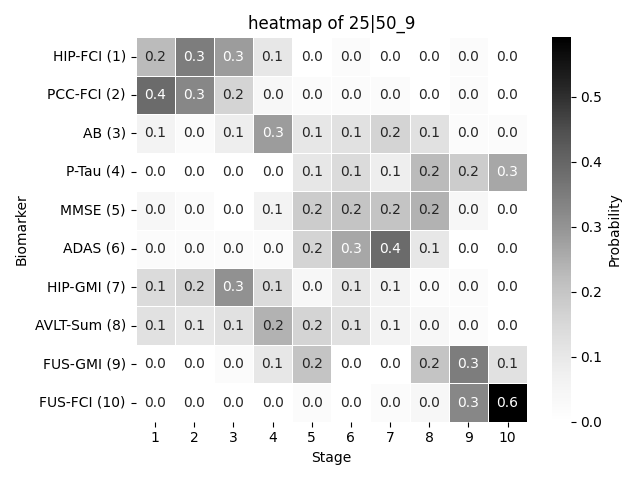 heatmap of 25|50_9
HIP-FCI (1) 0.2 0.3 0.3 0.1 0.0 0.0 0.0 0.0 0.0 0.0
PCC-FCI (2) 0.4 0.3 0.2 0.0 0.0 0.0 0.0 0.0 0.0 0.0
AB (3) 0.1 0.0 0.1 0.3 0.1 0.1 0.2 0.1 0.0 0.0
P-Tau (4) 0.0 0.0 0.0 0.0 0.1 0.1 0.1 0.2 0.2 0.3
MMSE (5) 0.0 0.0 0.0 0.1 0.2 0.2 0.2 0.2 0.0 0.0
ADAS (6) 0.0 0.0 0.0 0.0 0.2 0.3 0.4 0.1 0.0 0.0
HIP-GMI (7) 0.1 0.2 0.3 0.1 0.0 0.1 0.1 0.0 0.0 0.0
AVLT-Sum (8) 0.1 0.1 0.1 0.2 0.2 0.1 0.1 0.0 0.0 0.0
FUS-GMI (9) 0.0 0.0 0.0 0.1 0.2 0.0 0.0 0.2 0.3 0.1
FUS-FCI (10) 0.0 0.0 0.0 0.0 0.0 0.0 0.0 0.0 0.3 0.6
1 2 3 4 5 6 7 8 9 10
Stage
Biomarker
0.5
0.4
0.3
0.2
0.1
0.0
Probability